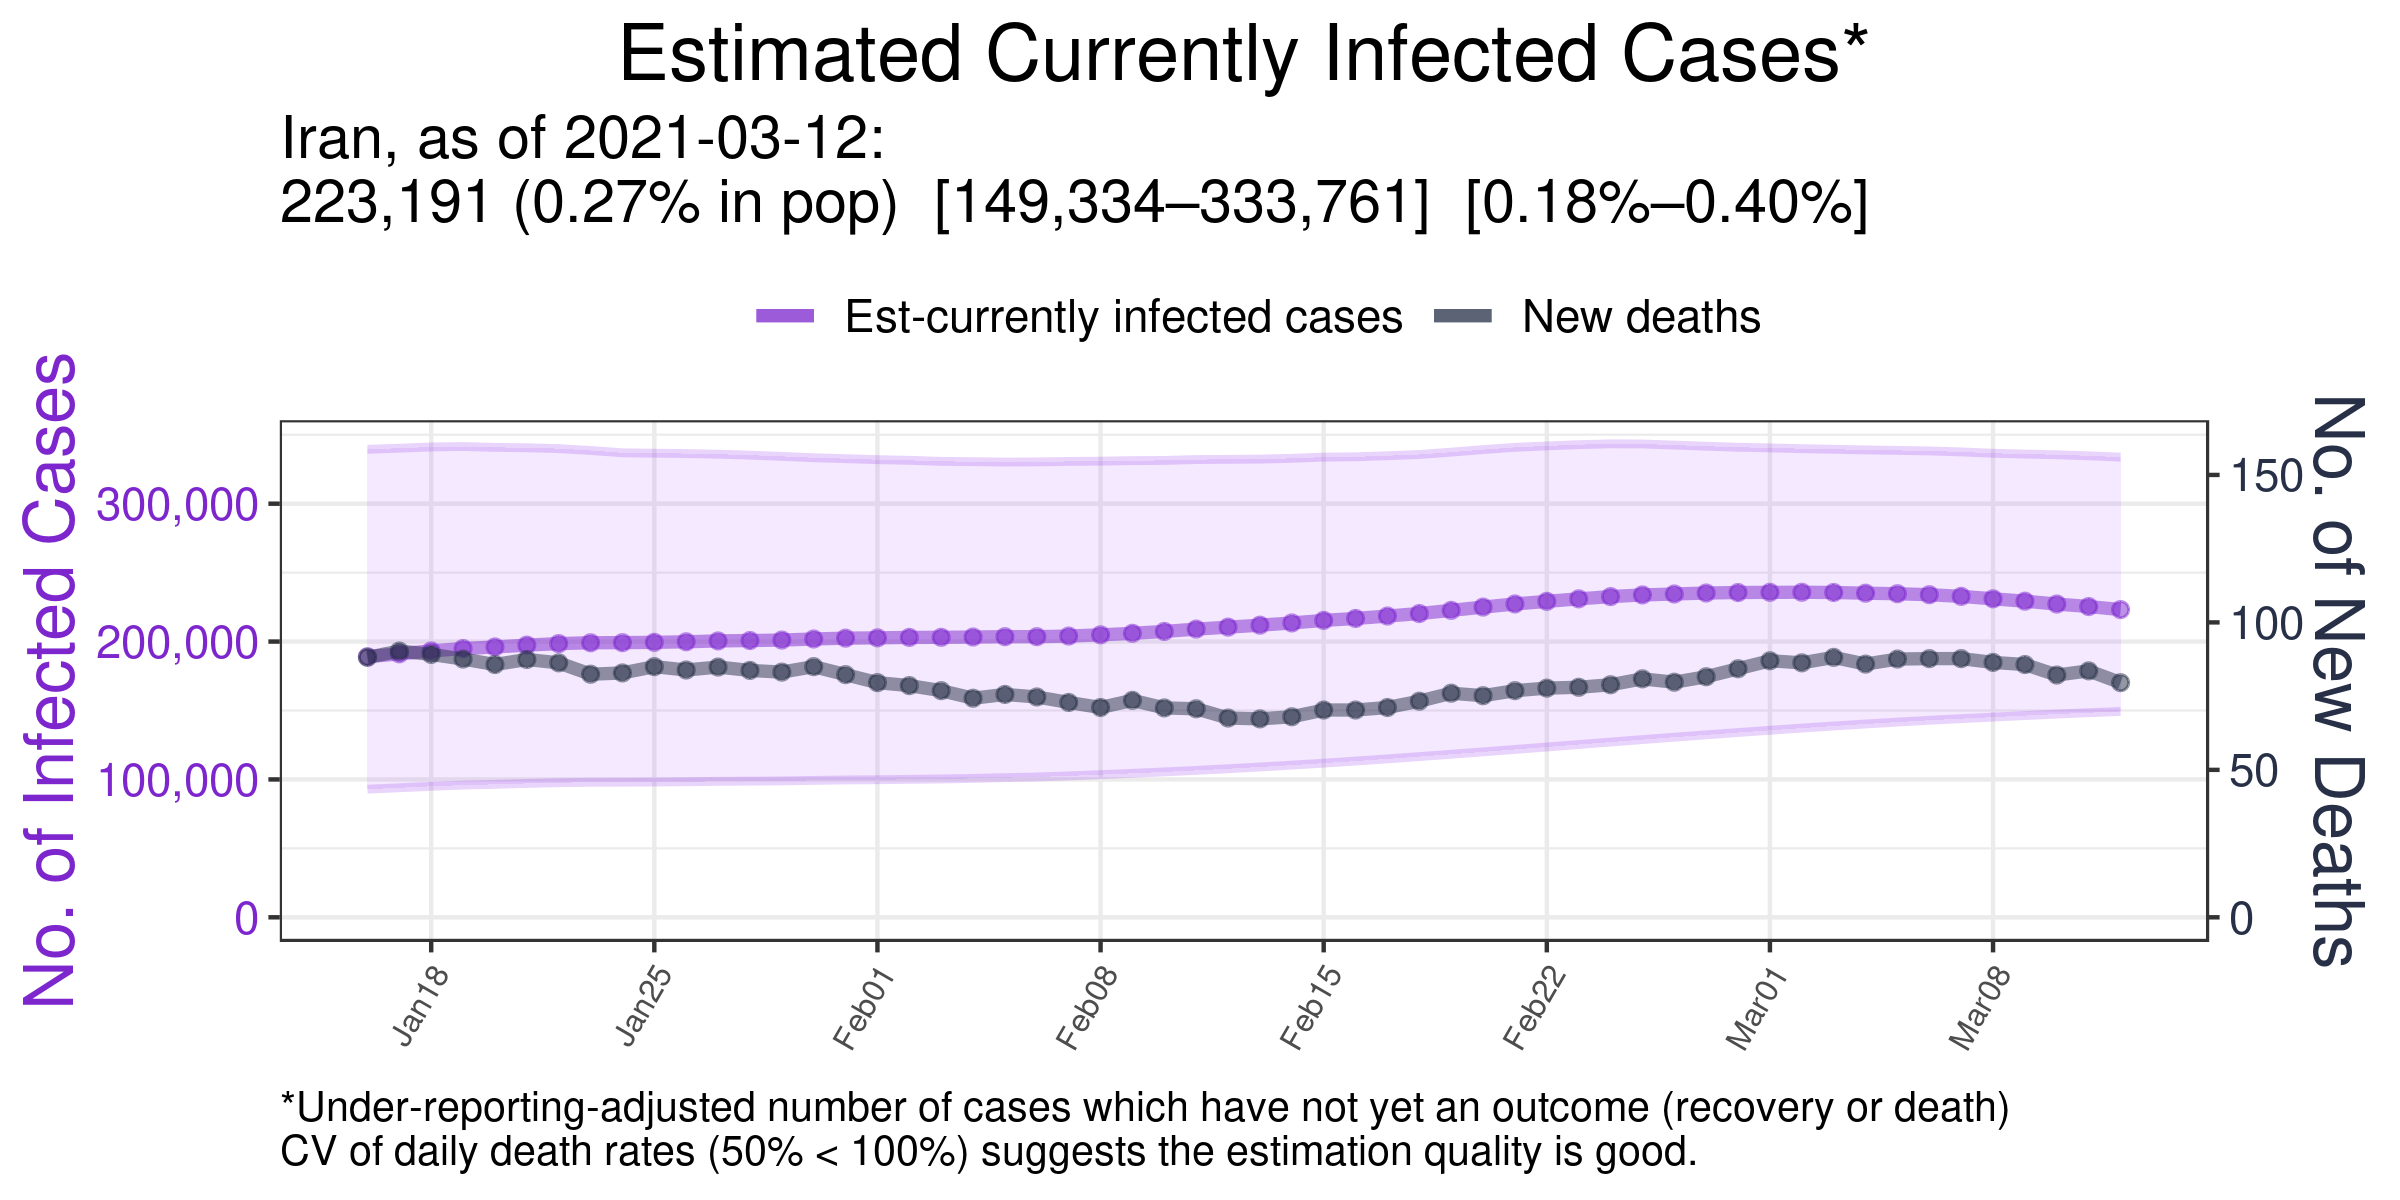 Estimated Currently Infected Cases*
Iran, as of 2021-03-12:
223,191 (0.27% in pop)  [149,334–333,761]  [0.18%–0.40%]
Est-currently infected cases
New deaths
No. of Infected Cases
300,000
200,000
100,000
0
150
100
50
0
No. of New Deaths
Jan18
Jan25
Feb01
Feb08
Feb15
Feb22
Mar01
Mar08
*Under-reporting-adjusted number of cases which have not yet an outcome (recovery or death)
CV of daily death rates (50% < 100%) suggests the estimation quality is good.